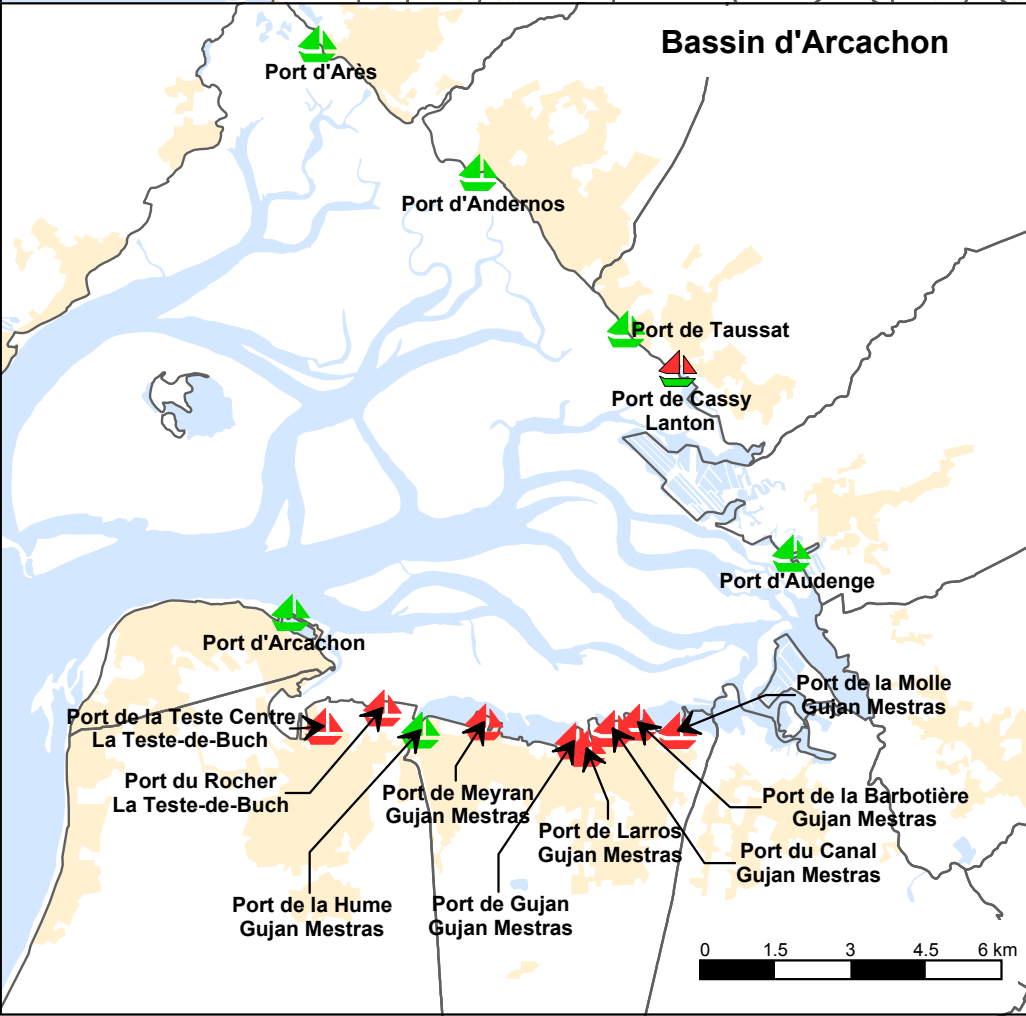 Bassin d'Arcachon
Port d'Arès
Port d'Andernos
Port de Taussat
Port de Cassy
Lanton
Port d'Audenge
Port d'Arcachon
Port de la Molle
Gujan Mestras
Port de la Teste Centre
La Teste-de-Buch
Port du Rocher
La Teste-de-Buch
Port de Meyran
Gujan Mestras
Port de la Barbotière
Gujan Mestras
Port de Larros
Gujan Mestras
Port du Canal
Gujan Mestras
Port de la Hume
Gujan Mestras
Port de Gujan
Gujan Mestras
0 1.5 3 4.5 6 km